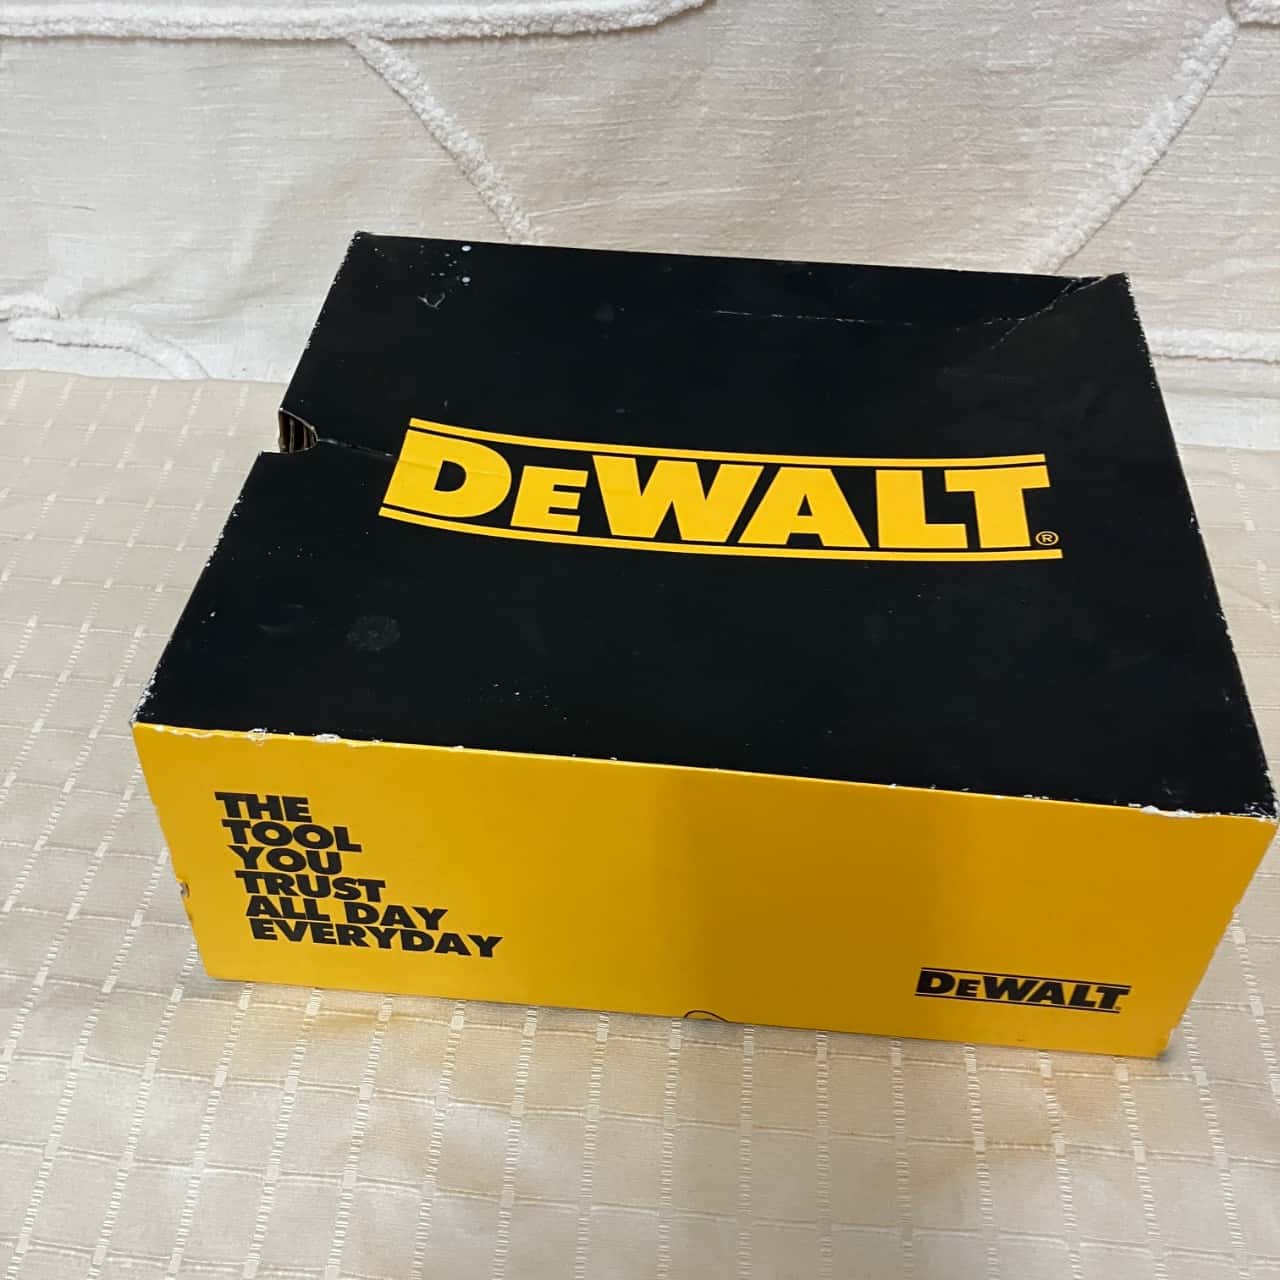 DEWALT®
THE
TOOL
YOU
TRUST
ALL DAY
EVERYDAY
DEWALT